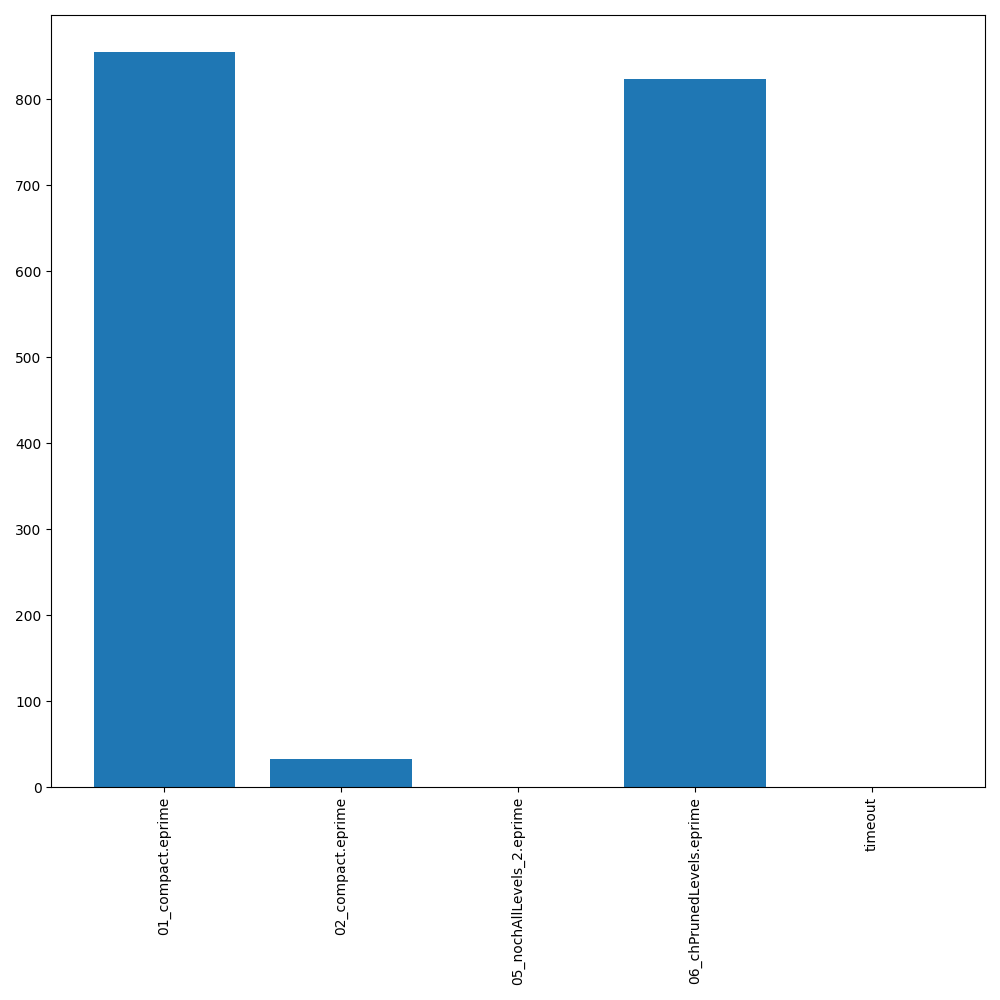 800
700
600
500
400
300
200
100
0
01_compact.eprime
02_compact.eprime
05_nochAllLevels_2.eprime
06_chPrunedLevels.eprime
timeout